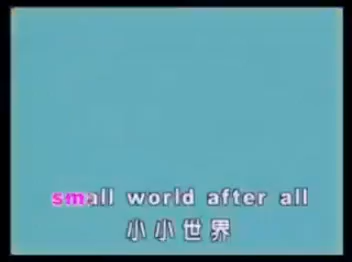 small world after all
小小世界